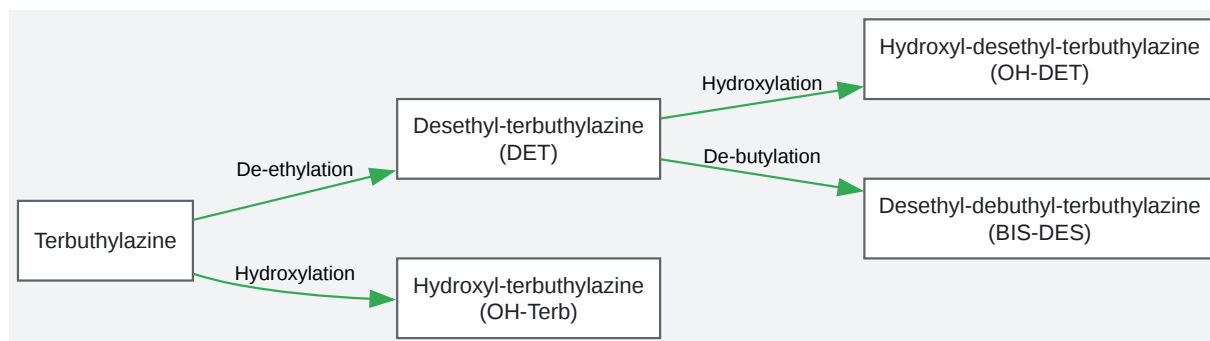 Terbuthylazine
De-ethylation
Hydroxylation
Desethyl-terbuthylazine
(DET)
Hydroxyl-terbuthylazine
(OH-Terb)
Hydroxylation
De-butylation
Hydroxyl-desethyl-terbuthylazine
(OH-DET)
Desethyl-debuthyl-terbuthylazine
(BIS-DES)